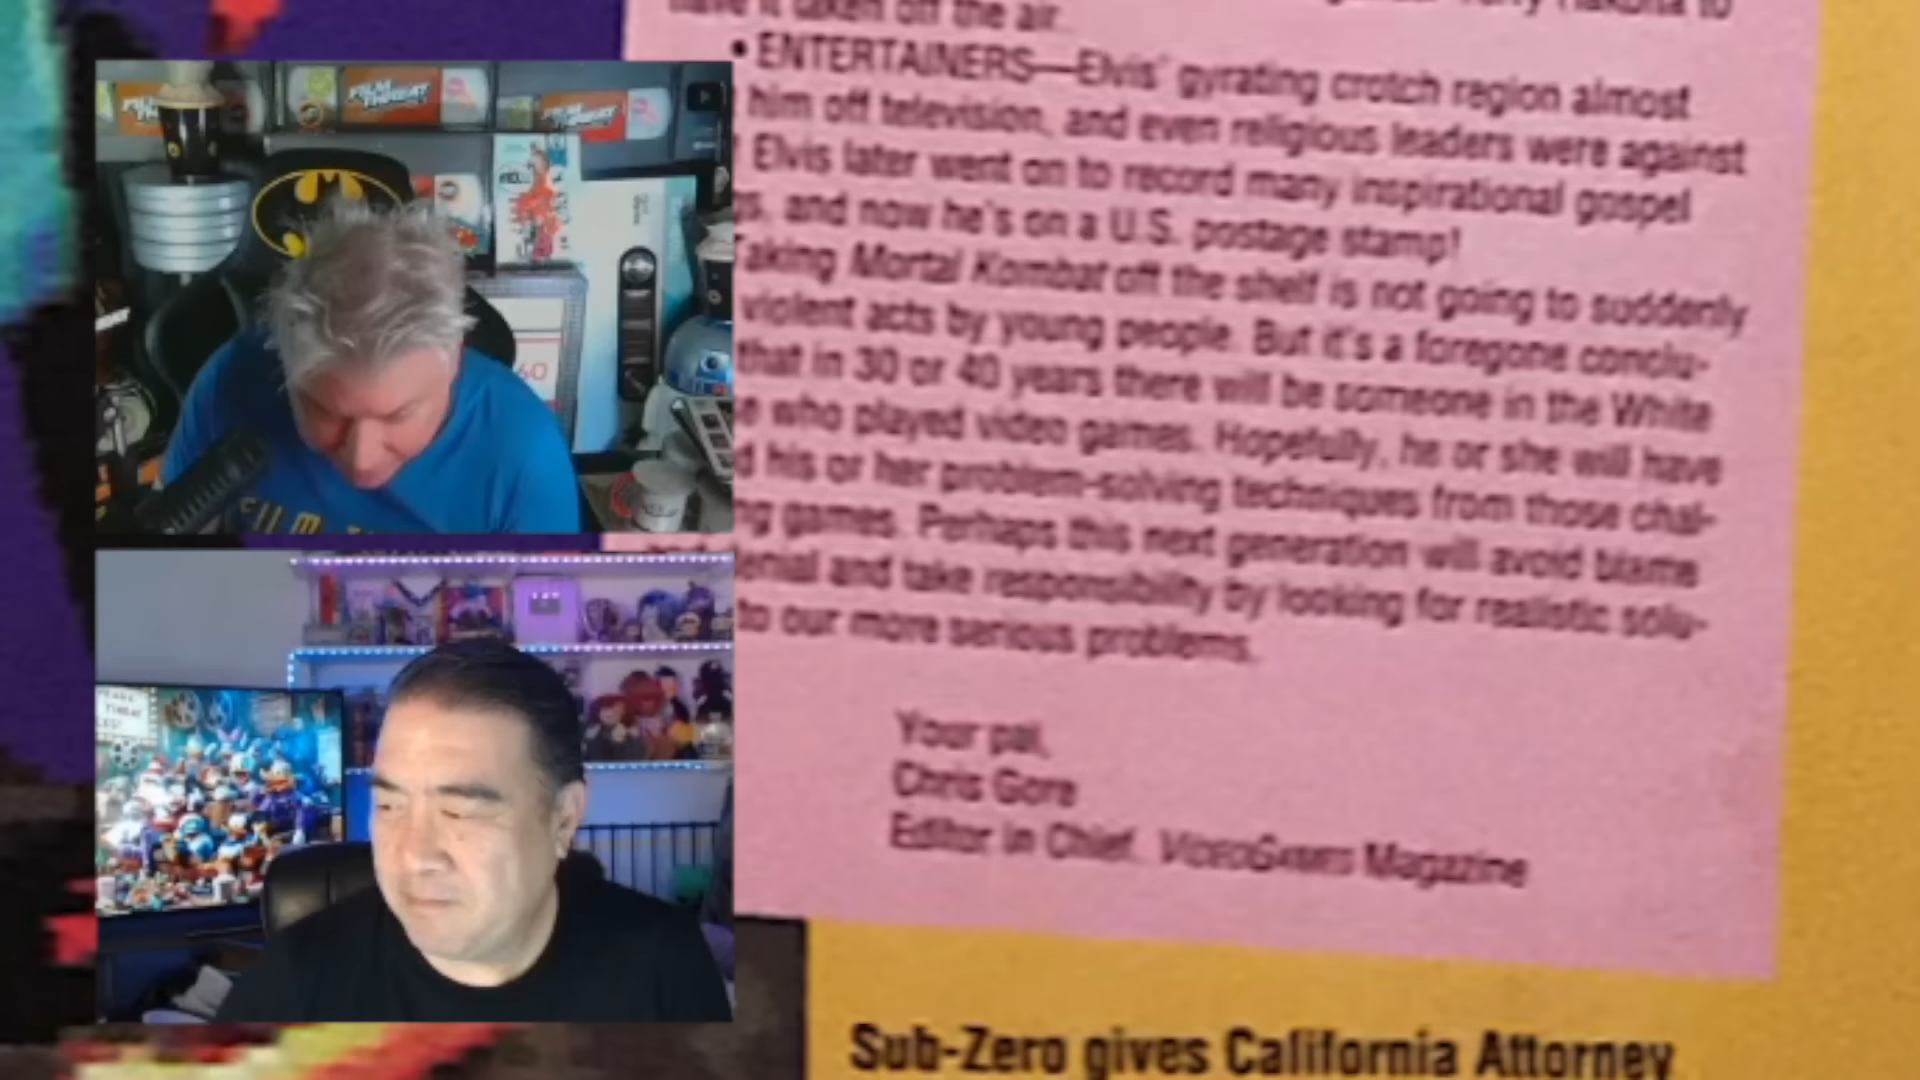 have it taken off the air.
• ENTERTAINERS—Elvis' gyrating crotch region almost
him off television, and even religious leaders were against
Elvis later went on to record many inspirational gospel
and now he's on a U.S. postage stamp!
Taking Mortal Kombat off the shelf is not going to suddenly
violent acts by young people. But it's a foregone conclu-
that in 30 or 40 years there will be someone in the White
who played video games. Hopefully, he or she will have
his or her problem-solving techniques from those chal-
games. Perhaps this next generation will avoid blame
and take responsibility by looking for realistic solu-
to our more serious problems.
Your pal,
Chris Gore
Editor in Chief, VIDEOGAMES Magazine
Sub-Zero gives California Attorney
FILM THREAT
FILM THREAT
60
FILM